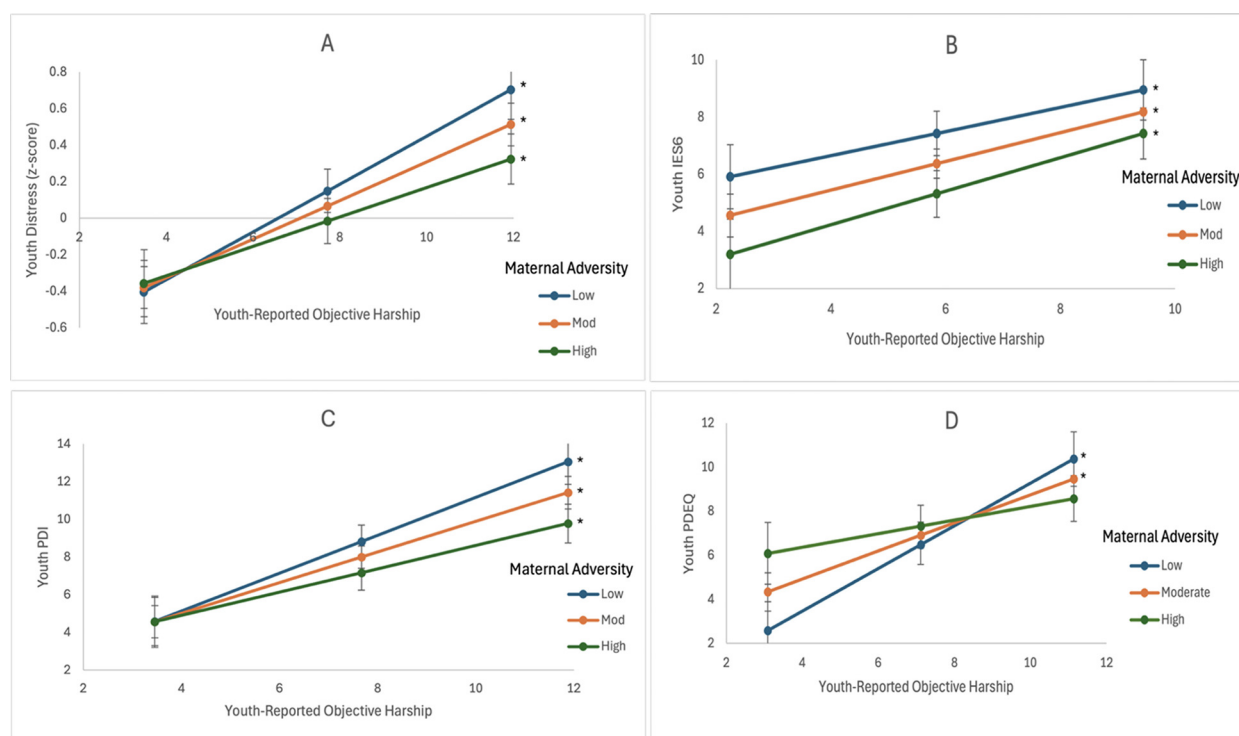 A
Youth Distress (z-score)
0.8
0.6
0.4
0.2
0
-0.2
-0.4
-0.6
2 4 6 8 10 12
Youth-Reported Objective Harship
Maternal Adversity
Low
Mod
High
*
*
*
B
Youth IES6
10
8
6
4
2
2 4 6 8 10
Youth-Reported Objective Harship
Maternal Adversity
Low
Mod
High
*
*
*
C
Youth PDI
14
12
10
8
6
4
2
2 4 6 8 10 12
Youth-Reported Objective Harship
Maternal Adversity
Low
Mod
High
*
*
*
D
Youth PDEQ
12
10
8
6
4
2
2 4 6 8 10 12
Youth-Reported Objective Harship
Maternal Adversity
Low
Moderate
High
*
*